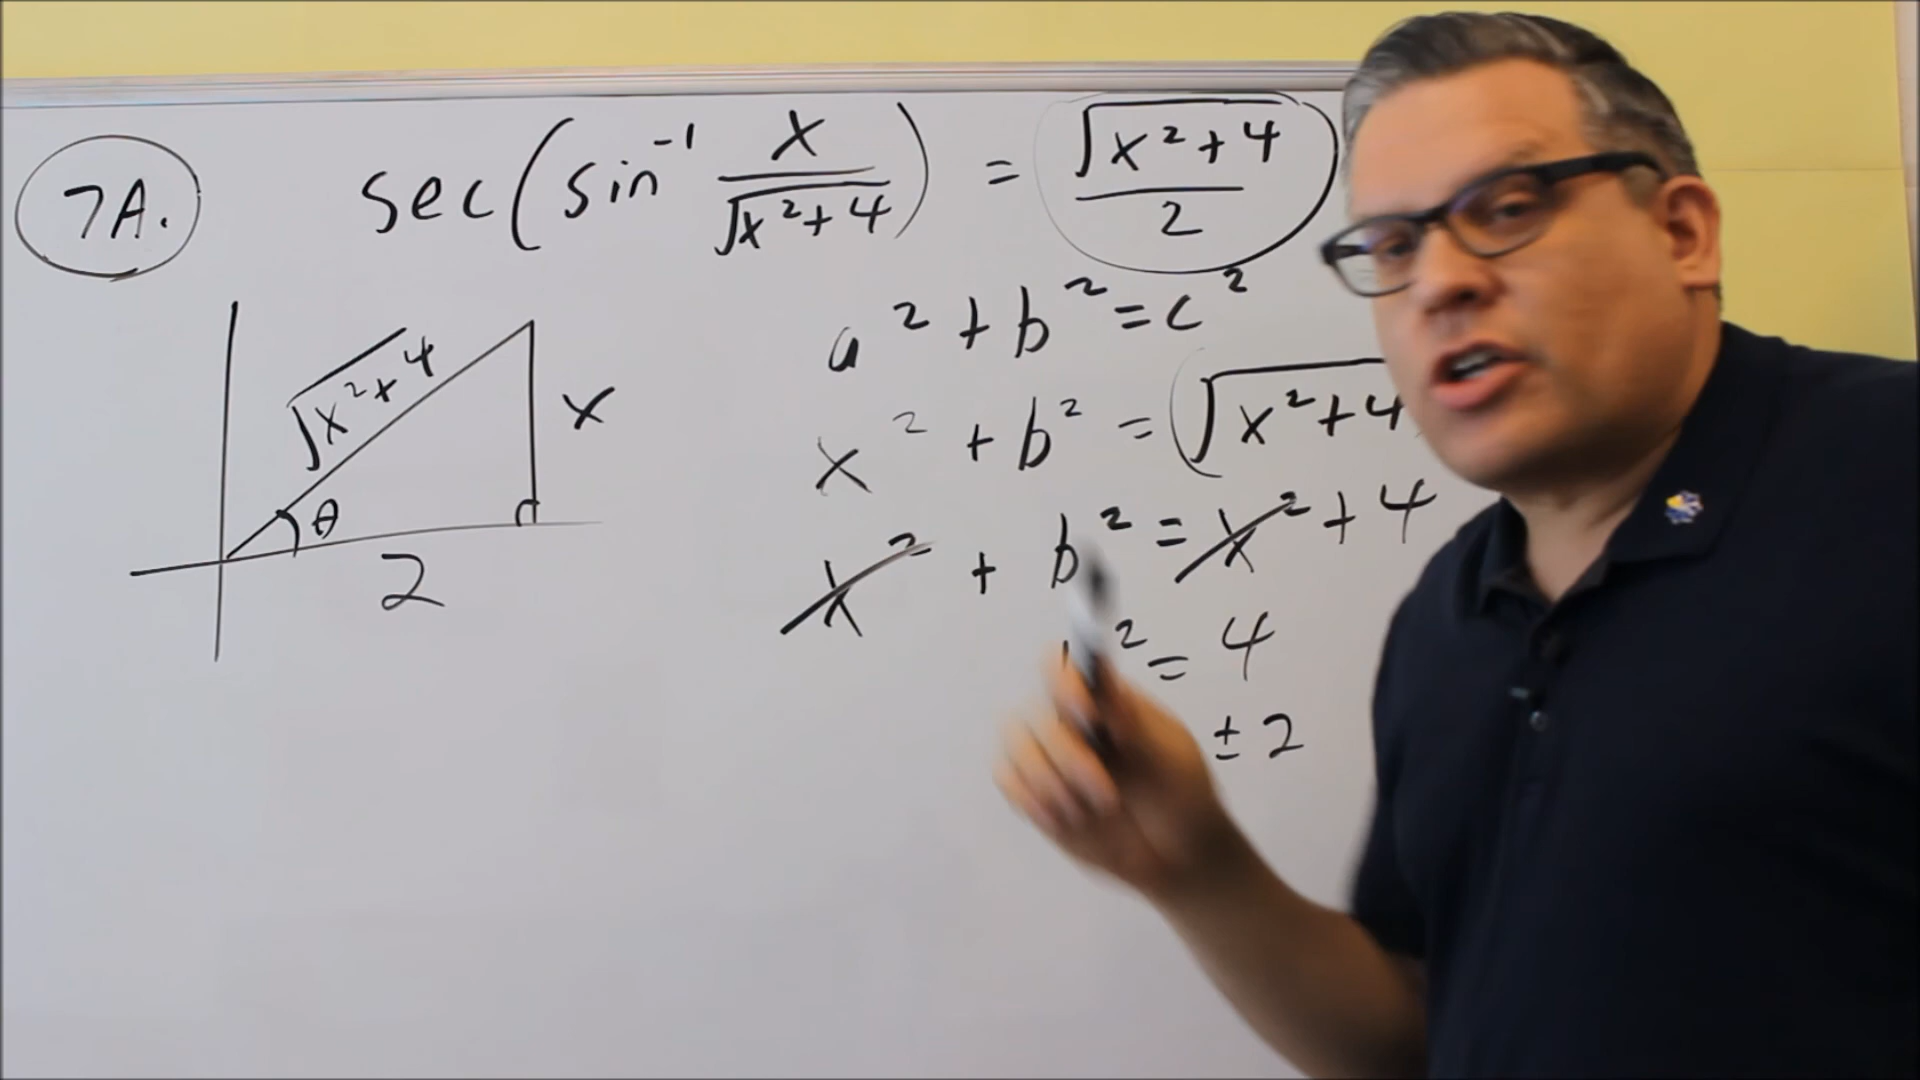 7A. sec(sin⁻¹ x/√(x²+4)) = √(x²+4)/2
a² + b² = c²
x² + b² = (√(x²+4)
x² + b² = x² + 4
² = 4
± 2
√(x²+4)
x
θ
2